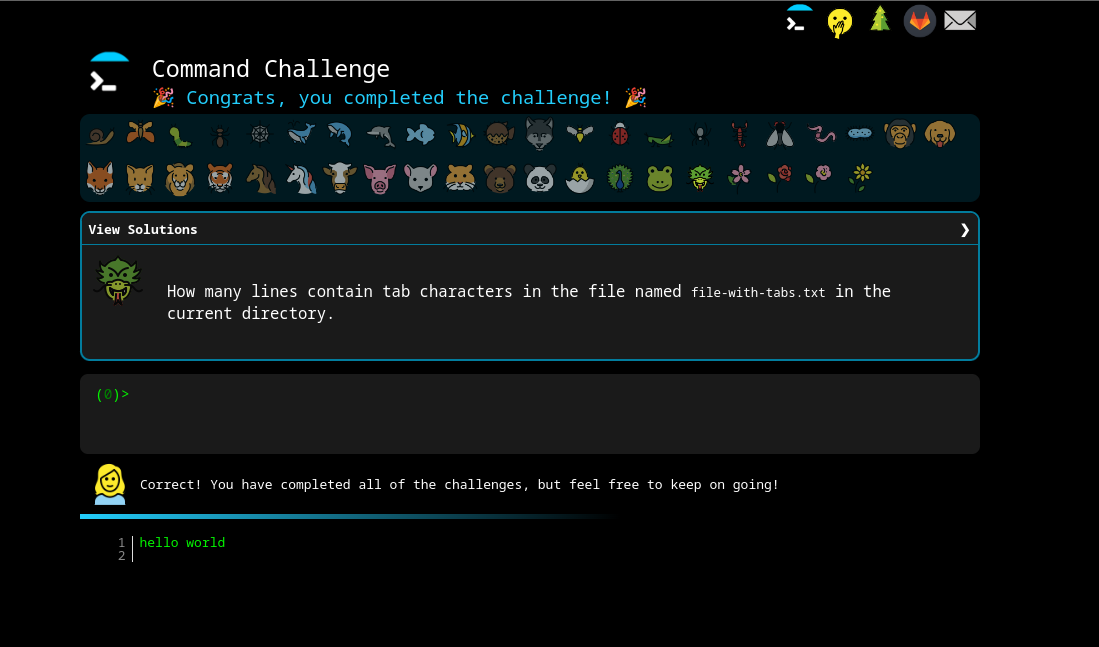 Command Challenge
🎉 Congrats, you completed the challenge! 🎉
View Solutions ❯
How many lines contain tab characters in the file named file-with-tabs.txt in the
current directory.
(0)>
Correct! You have completed all of the challenges, but feel free to keep on going!
1 hello world
2